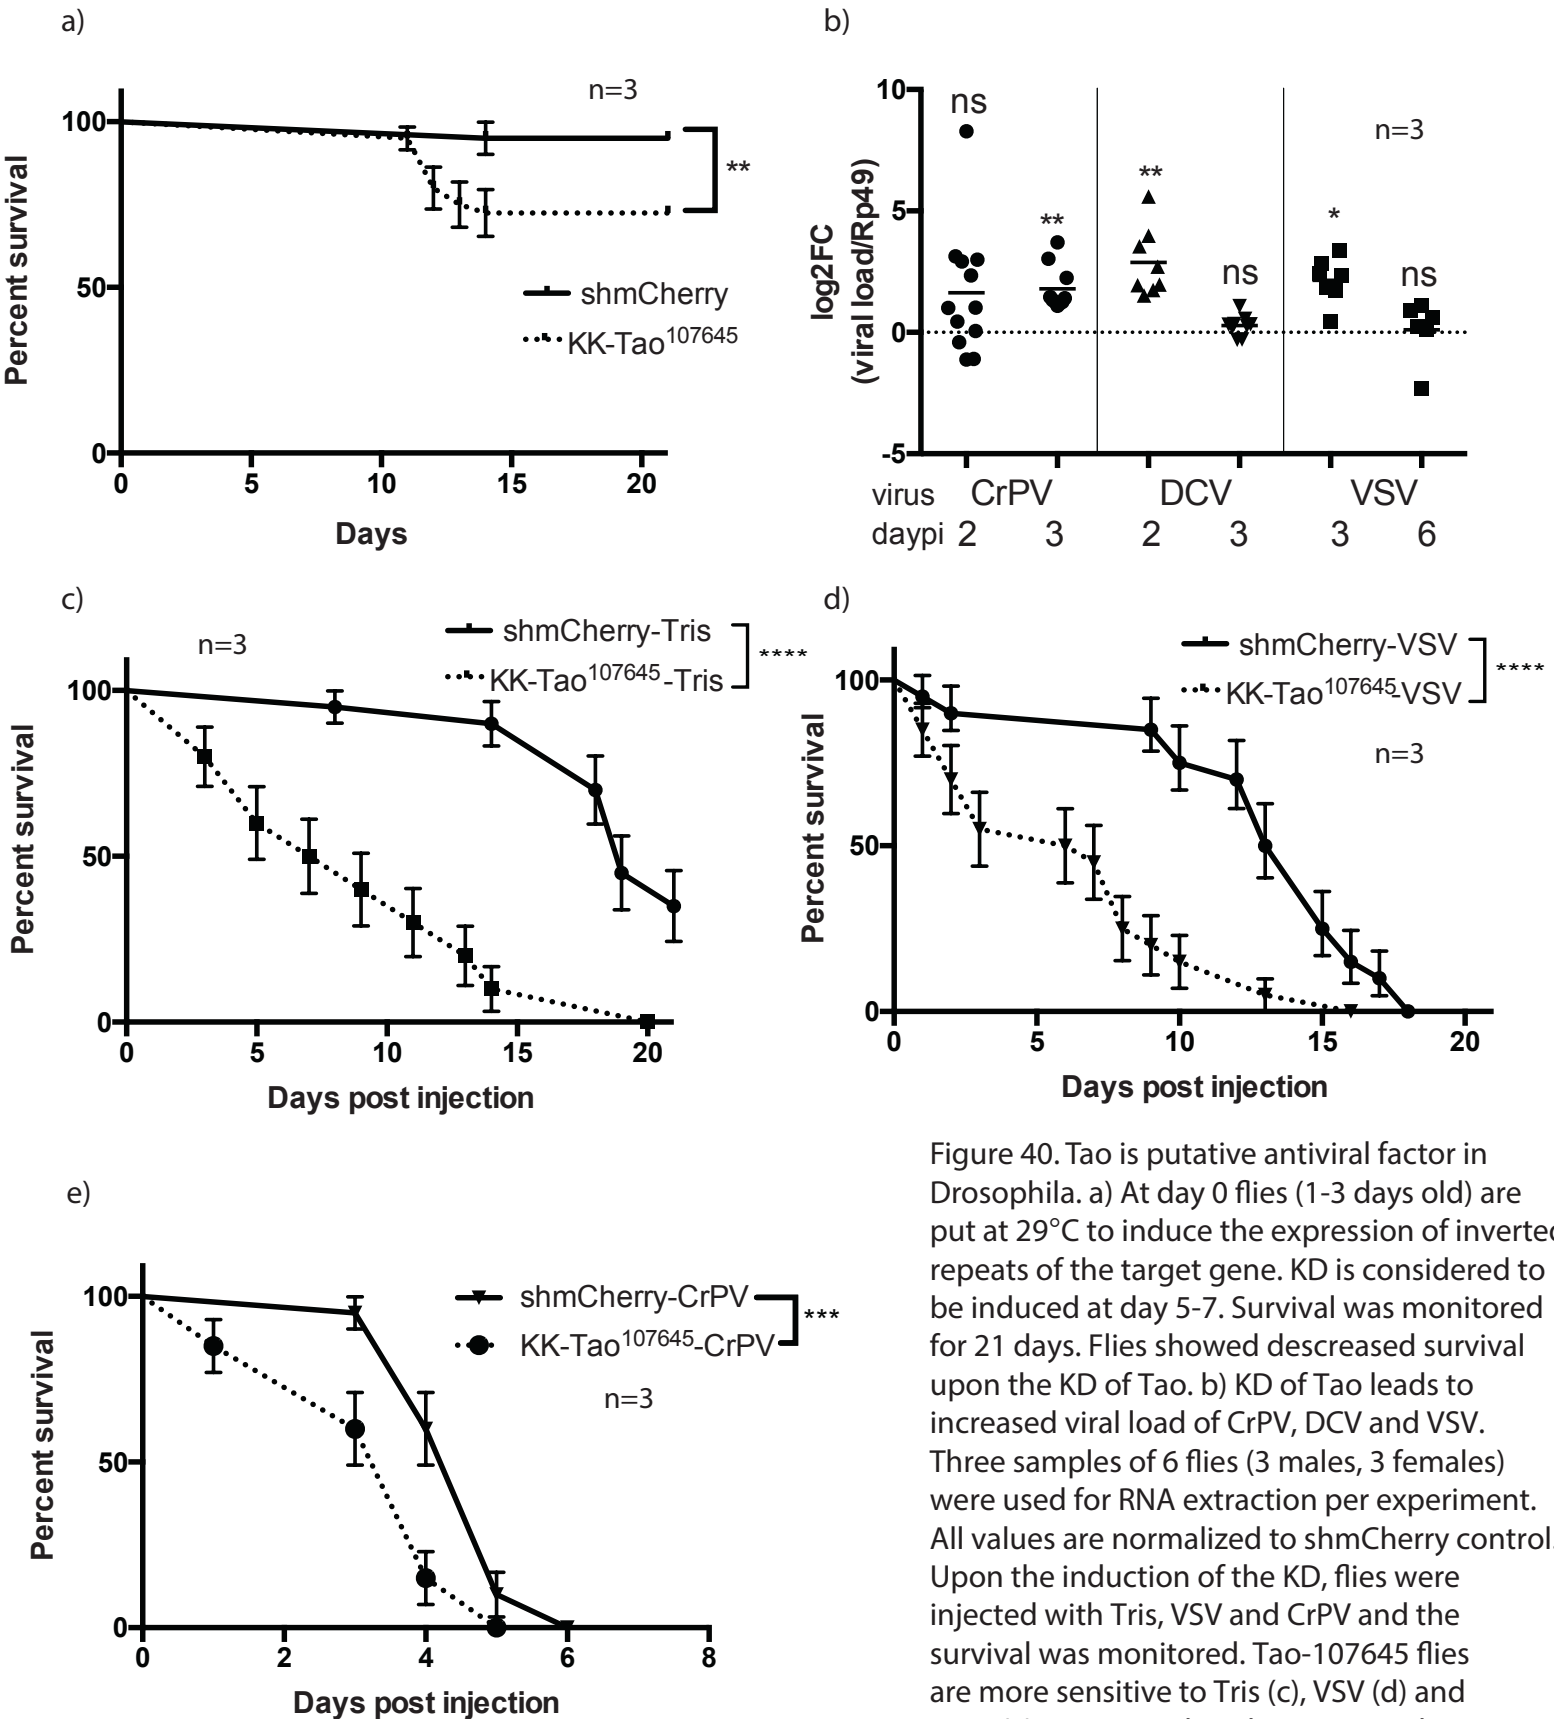 a)
n=3
100
50
0
0 5 10 15 20
Percent survival
Days
**
shmCherry
KK-Tao107645
b)
10
5
0
-5
log2FC
(viral load/Rp49)
ns
**
**
ns
*
ns
n=3
virus CrPV DCV VSV
daypi 2 3 2 3 3 6
c)
n=3
shmCherry-Tris
KK-Tao107645-Tris
****
100
50
0
0 5 10 15 20
Percent survival
Days post injection
d)
shmCherry-VSV
KK-Tao107645-VSV
****
n=3
100
50
0
0 5 10 15 20
Percent survival
Days post injection
e)
shmCherry-CrPV
KK-Tao107645-CrPV
***
n=3
100
50
0
0 2 4 6 8
Percent survival
Days post injection
Figure 40. Tao is putative antiviral factor in
Drosophila. a) At day 0 flies (1-3 days old) are
put at 29°C to induce the expression of inverted
repeats of the target gene. KD is considered to
be induced at day 5-7. Survival was monitored
for 21 days. Flies showed descreased survival
upon the KD of Tao. b) KD of Tao leads to
increased viral load of CrPV, DCV and VSV.
Three samples of 6 flies (3 males, 3 females)
were used for RNA extraction per experiment.
All values are normalized to shmCherry control.
Upon the induction of the KD, flies were
injected with Tris, VSV and CrPV and the
survival was monitored. Tao-107645 flies
are more sensitive to Tris (c), VSV (d) and